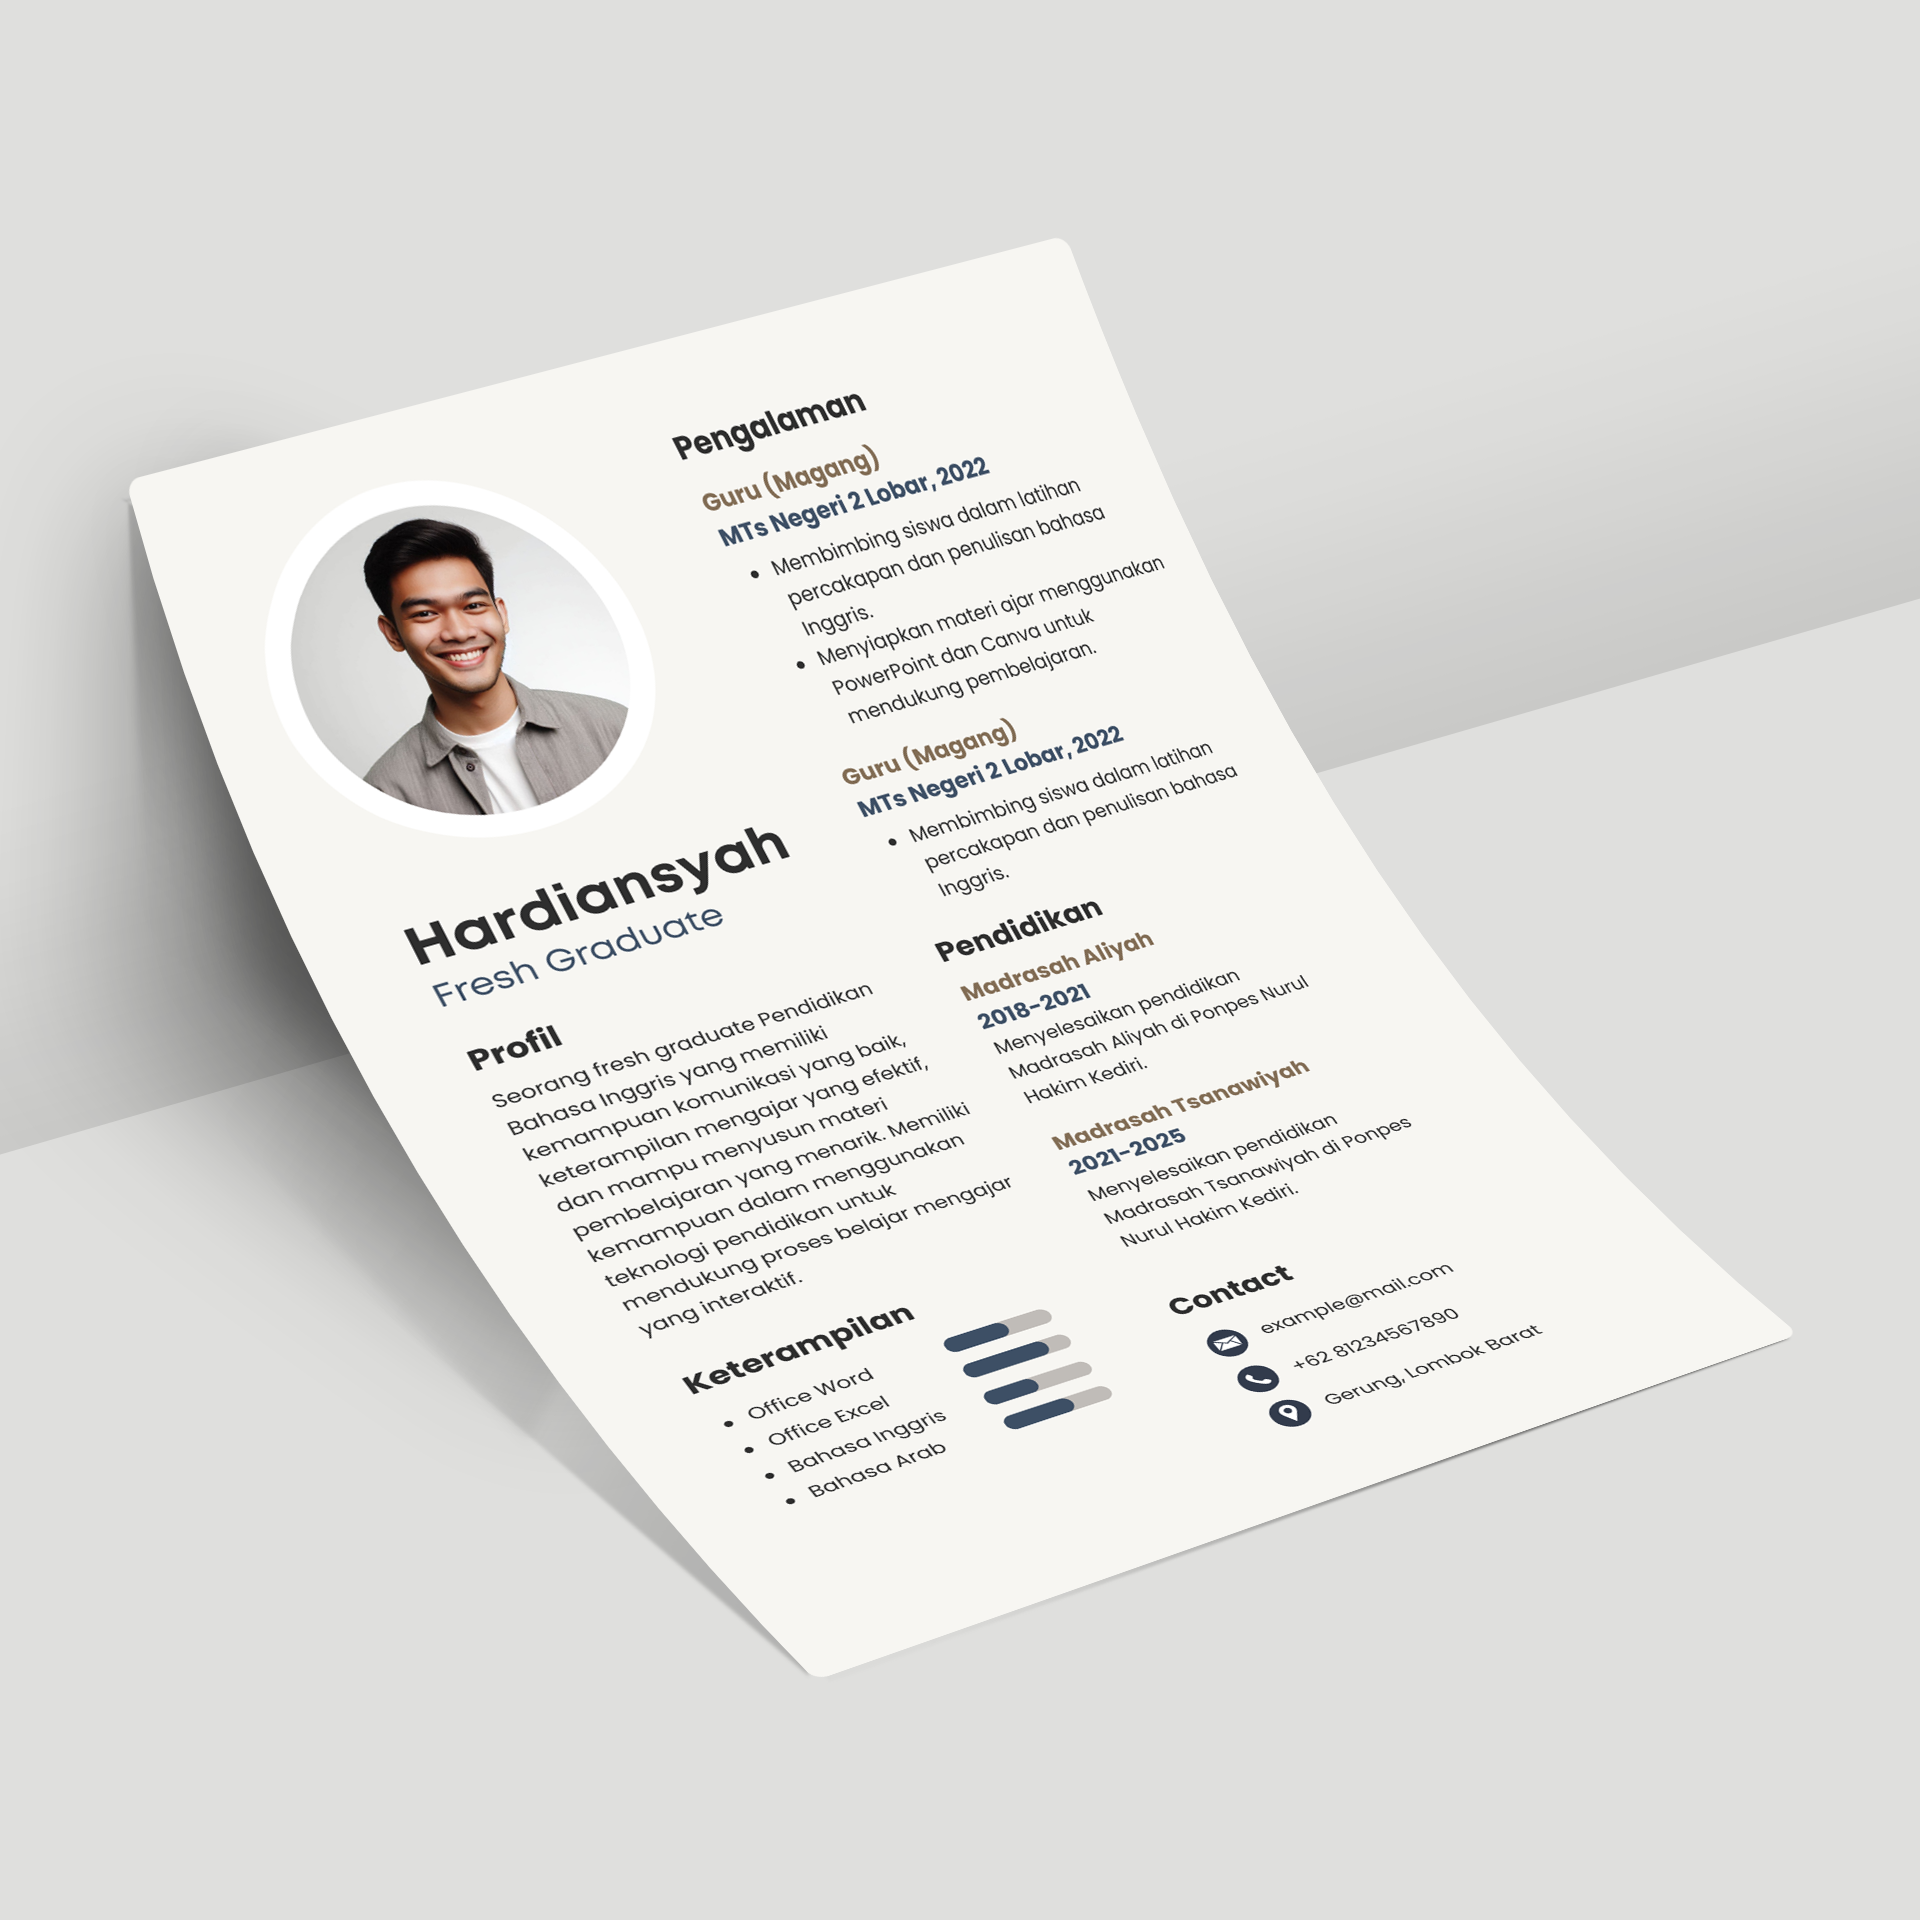 Hardiansyah
Fresh Graduate
Profil
Seorang fresh graduate Pendidikan
Bahasa Inggris yang memiliki
kemampuan komunikasi yang baik,
keterampilan mengajar yang efektif,
dan mampu menyusun materi
pembelajaran yang menarik. Memiliki
kemampuan dalam menggunakan
teknologi pendidikan untuk
mendukung proses belajar mengajar
yang interaktif.
Keterampilan
• Office Word
• Office Excel
• Bahasa Inggris
• Bahasa Arab
Pengalaman
Guru (Magang)
MTs Negeri 2 Lobar, 2022
• Membimbing siswa dalam latihan
percakapan dan penulisan bahasa
Inggris.
• Menyiapkan materi ajar menggunakan
PowerPoint dan Canva untuk
mendukung pembelajaran.
Guru (Magang)
MTs Negeri 2 Lobar, 2022
• Membimbing siswa dalam latihan
percakapan dan penulisan bahasa
Inggris.
Pendidikan
Madrasah Aliyah
2018-2021
Menyelesaikan pendidikan
Madrasah Aliyah di Ponpes Nurul
Hakim Kediri.
Madrasah Tsanawiyah
2021-2025
Menyelesaikan pendidikan
Madrasah Tsanawiyah di Ponpes
Nurul Hakim Kediri.
Contact
example@mail.com
+62 81234567890
Gerung, Lombok Barat